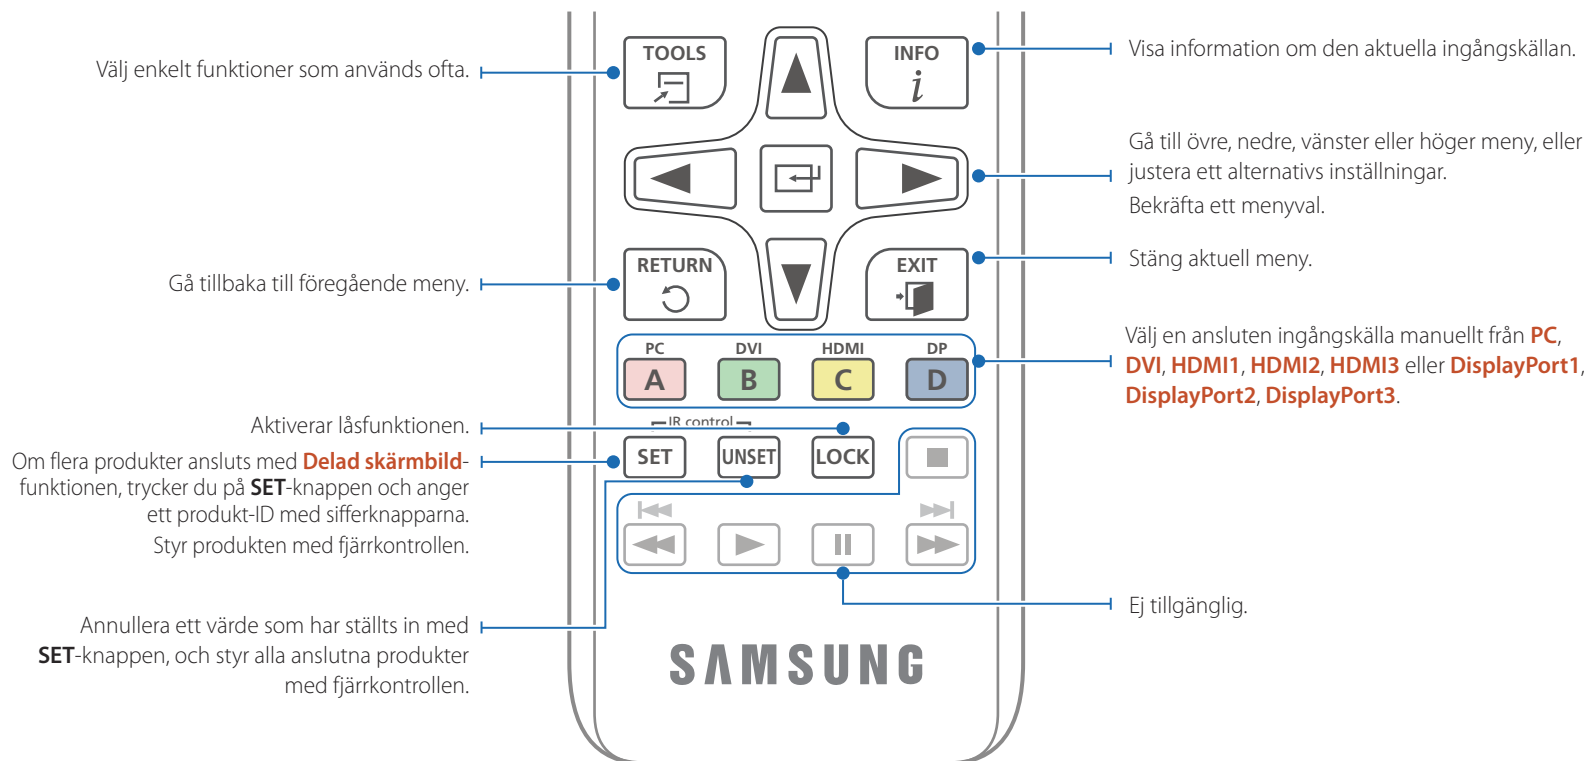 TOOLS
INFO
i
Välj enkelt funktioner som används ofta.
Visa information om den aktuella ingångskällan.
Gå till övre, nedre, vänster eller höger meny, eller
justera ett alternativs inställningar.
Bekräfta ett menyval.
RETURN
EXIT
Gå tillbaka till föregående meny.
Stäng aktuell meny.
PC DVI HDMI DP
A B C D
Välj en ansluten ingångskälla manuellt från PC,
DVI, HDMI1, HDMI2, HDMI3 eller DisplayPort1,
DisplayPort2, DisplayPort3.
Aktiverar låsfunktionen.
IR control
SET UNSET LOCK
Om flera produkter ansluts med Delad skärmbild-
funktionen, trycker du på SET-knappen och anger
ett produkt-ID med sifferknapparna.
Styr produkten med fjärrkontrollen.
Ej tillgänglig.
Annullera ett värde som har ställts in med
SET-knappen, och styr alla anslutna produkter
med fjärrkontrollen.
SAMSUNG